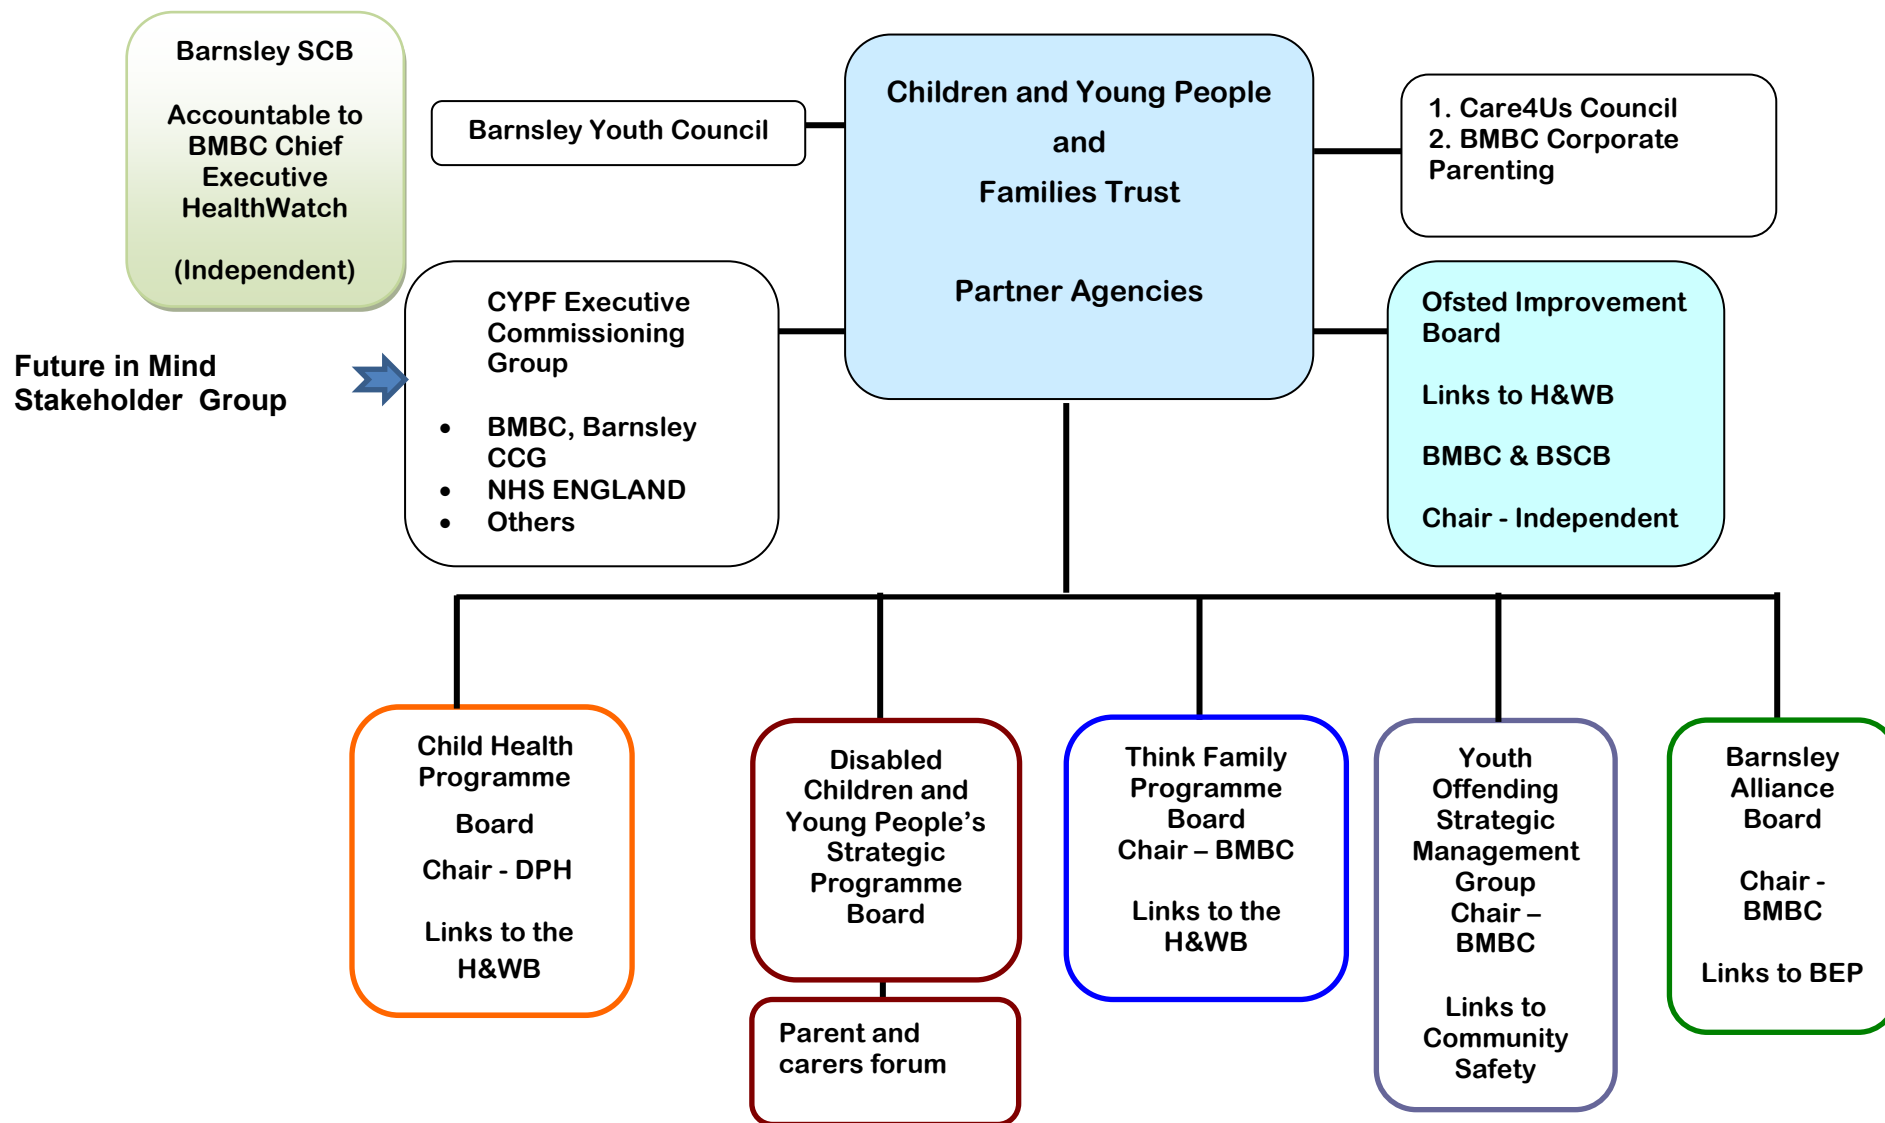 Barnsley SCB
Accountable to
BMBC Chief
Executive
HealthWatch
(Independent)
Barnsley Youth Council
Children and Young People
and
Families Trust
Partner Agencies
1. Care4Us Council
2. BMBC Corporate
Parenting
Future in Mind
Stakeholder Group
CYPF Executive
Commissioning
Group
• BMBC, Barnsley
CCG
• NHS ENGLAND
• Others
Ofsted Improvement
Board
Links to H&WB
BMBC & BSCB
Chair - Independent
Child Health
Programme
Board
Chair - DPH
Links to the
H&WB
Disabled
Children and
Young People’s
Strategic
Programme
Board
Parent and
carers forum
Think Family
Programme
Board
Chair – BMBC
Links to the
H&WB
Youth
Offending
Strategic
Management
Group
Chair –
BMBC
Links to
Community
Safety
Barnsley
Alliance
Board
Chair -
BMBC
Links to BEP